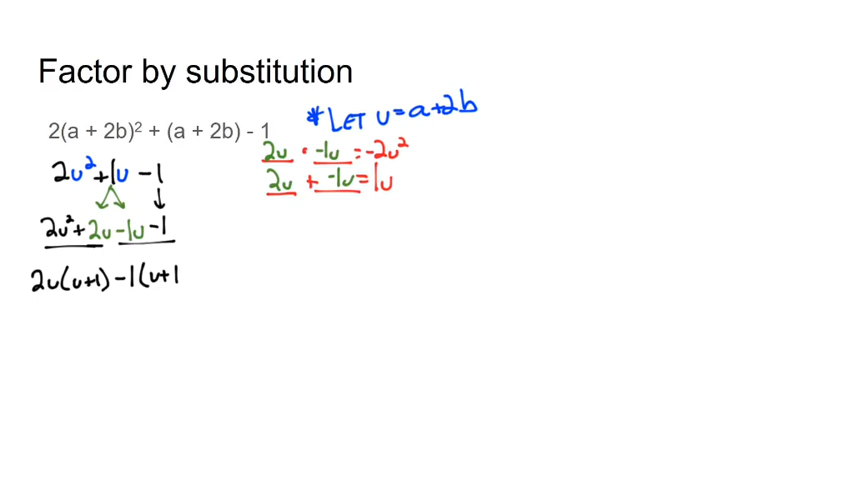 Factor by substitution
* LET u = a+2b
2(a + 2b)² + (a + 2b) - 1
2u · -1u = -2u²
2u² + 1u - 1
2u + -1u = 1u
2u² + 2u - 1u - 1
2u(u+1) - 1(u+1